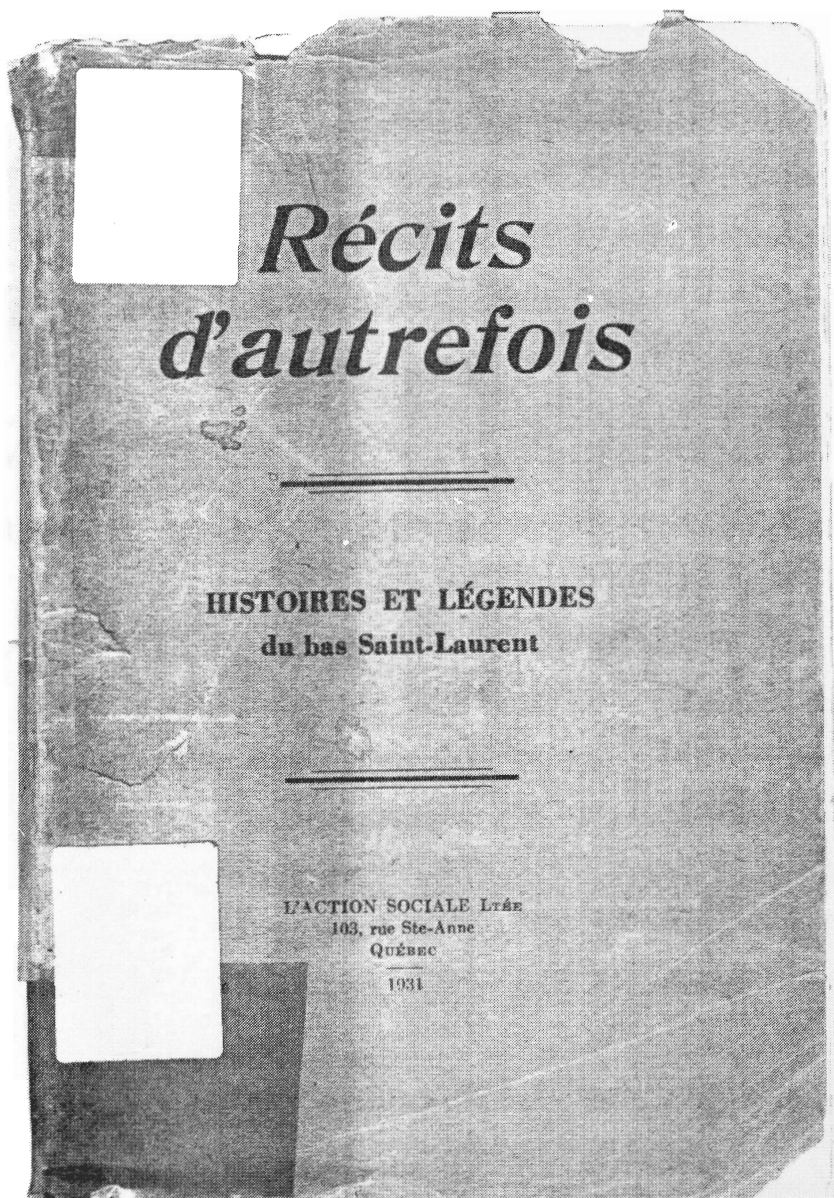 Récits
d'autrefois
HISTOIRES ET LÉGENDES
du bas Saint-Laurent
L'ACTION SOCIALE LTÉE
103, rue Ste-Anne
QUÉBEC
1931